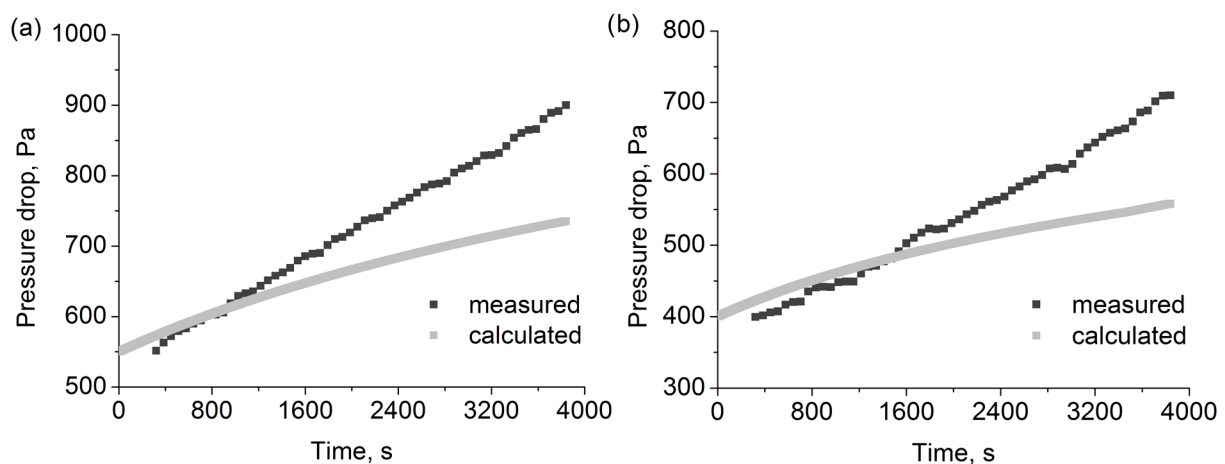 (a)
1000
900
800
700
600
500
Pressure drop, Pa
measured
calculated
0 800 1600 2400 3200 4000
Time, s
(b)
800
700
600
500
400
300
Pressure drop, Pa
measured
calculated
0 800 1600 2400 3200 4000
Time, s